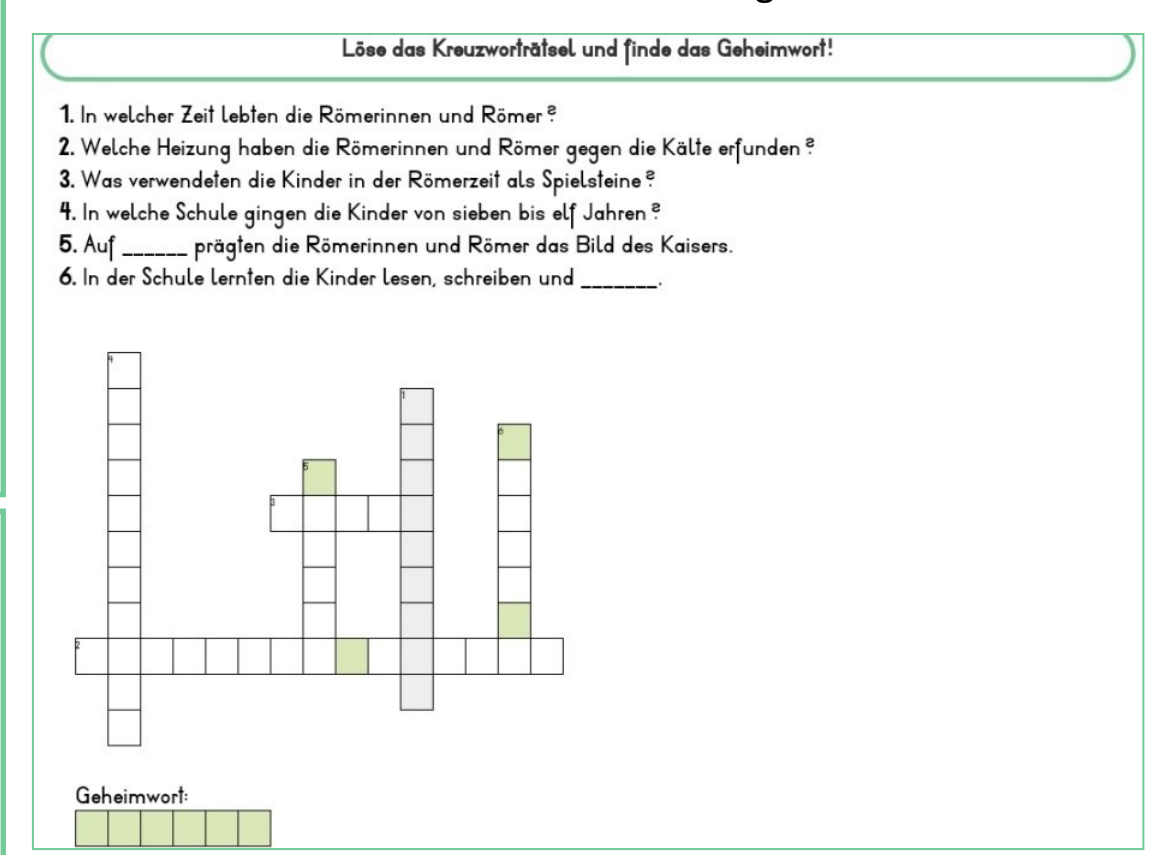 Löse das Kreuzworträtsel und finde das Geheimwort!
1. In welcher Zeit lebten die Römerinnen und Römer?
2. Welche Heizung haben die Römerinnen und Römer gegen die Kälte erfunden?
3. Was verwendeten die Kinder in der Römerzeit als Spielsteine?
4. In welche Schule gingen die Kinder von sieben bis elf Jahren?
5. Auf ______ prägten die Römerinnen und Römer das Bild des Kaisers.
6. In der Schule lernten die Kinder lesen, schreiben und _______.
4
1
6
5
3
2
Geheimwort: